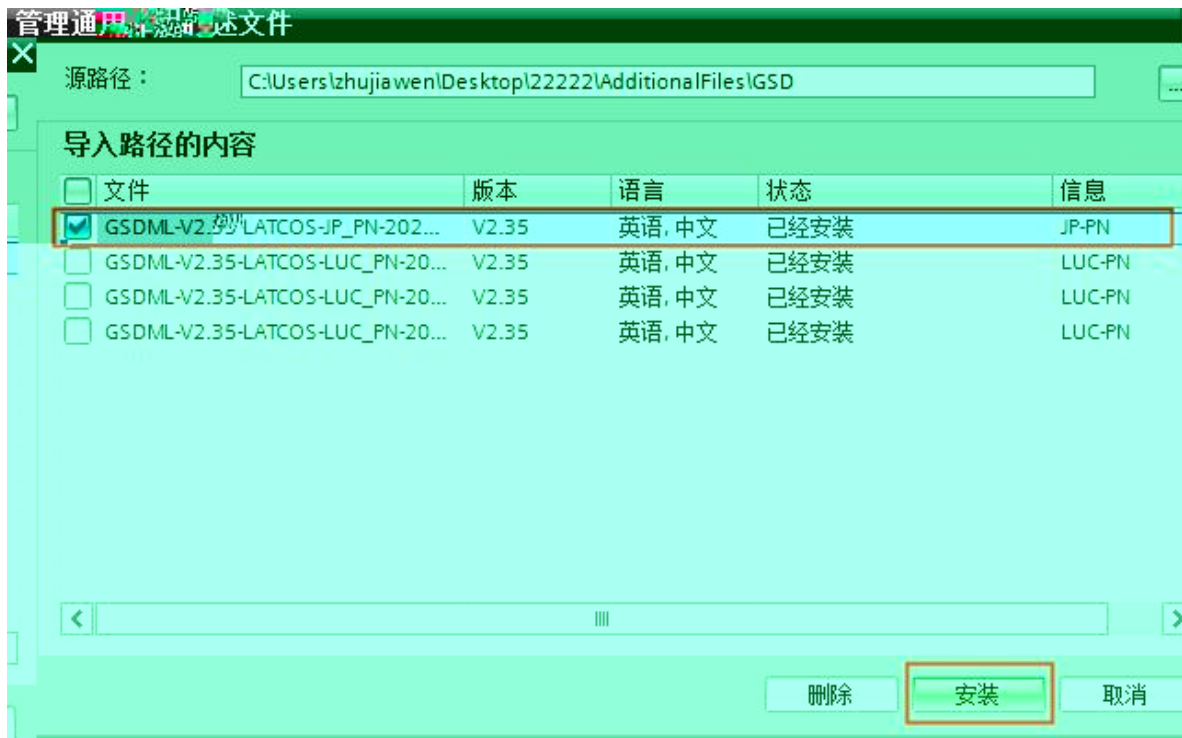 管理通用 述文件
源路径： C:\Users\zhujiawen\Desktop\22222\AdditionalFiles\GSD ...
导入路径的内容
文件 版本 语言 状态 信息
GSDML-V2. LATCOS-JP_PN-202... V2.35 英语, 中文 已经安装 JP-PN
GSDML-V2.35-LATCOS-LUC_PN-20... V2.35 英语, 中文 已经安装 LUC-PN
GSDML-V2.35-LATCOS-LUC_PN-20... V2.35 英语, 中文 已经安装 LUC-PN
GSDML-V2.35-LATCOS-LUC_PN-20... V2.35 英语, 中文 已经安装 LUC-PN
删除 安装 取消